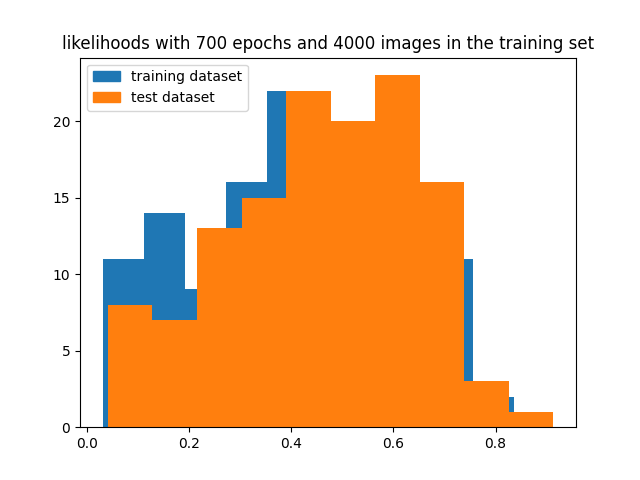 likelihoods with 700 epochs and 4000 images in the training set
training dataset
test dataset
20
15
10
5
0
0.0 0.2 0.4 0.6 0.8